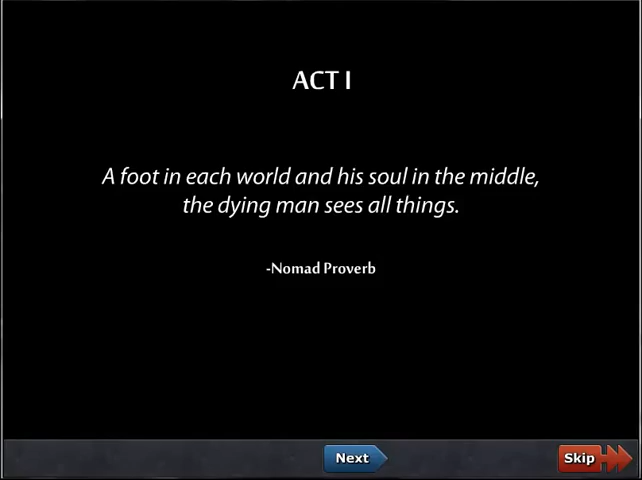 ACT I
A foot in each world and his soul in the middle,
the dying man sees all things.
-Nomad Proverb
Next
Skip